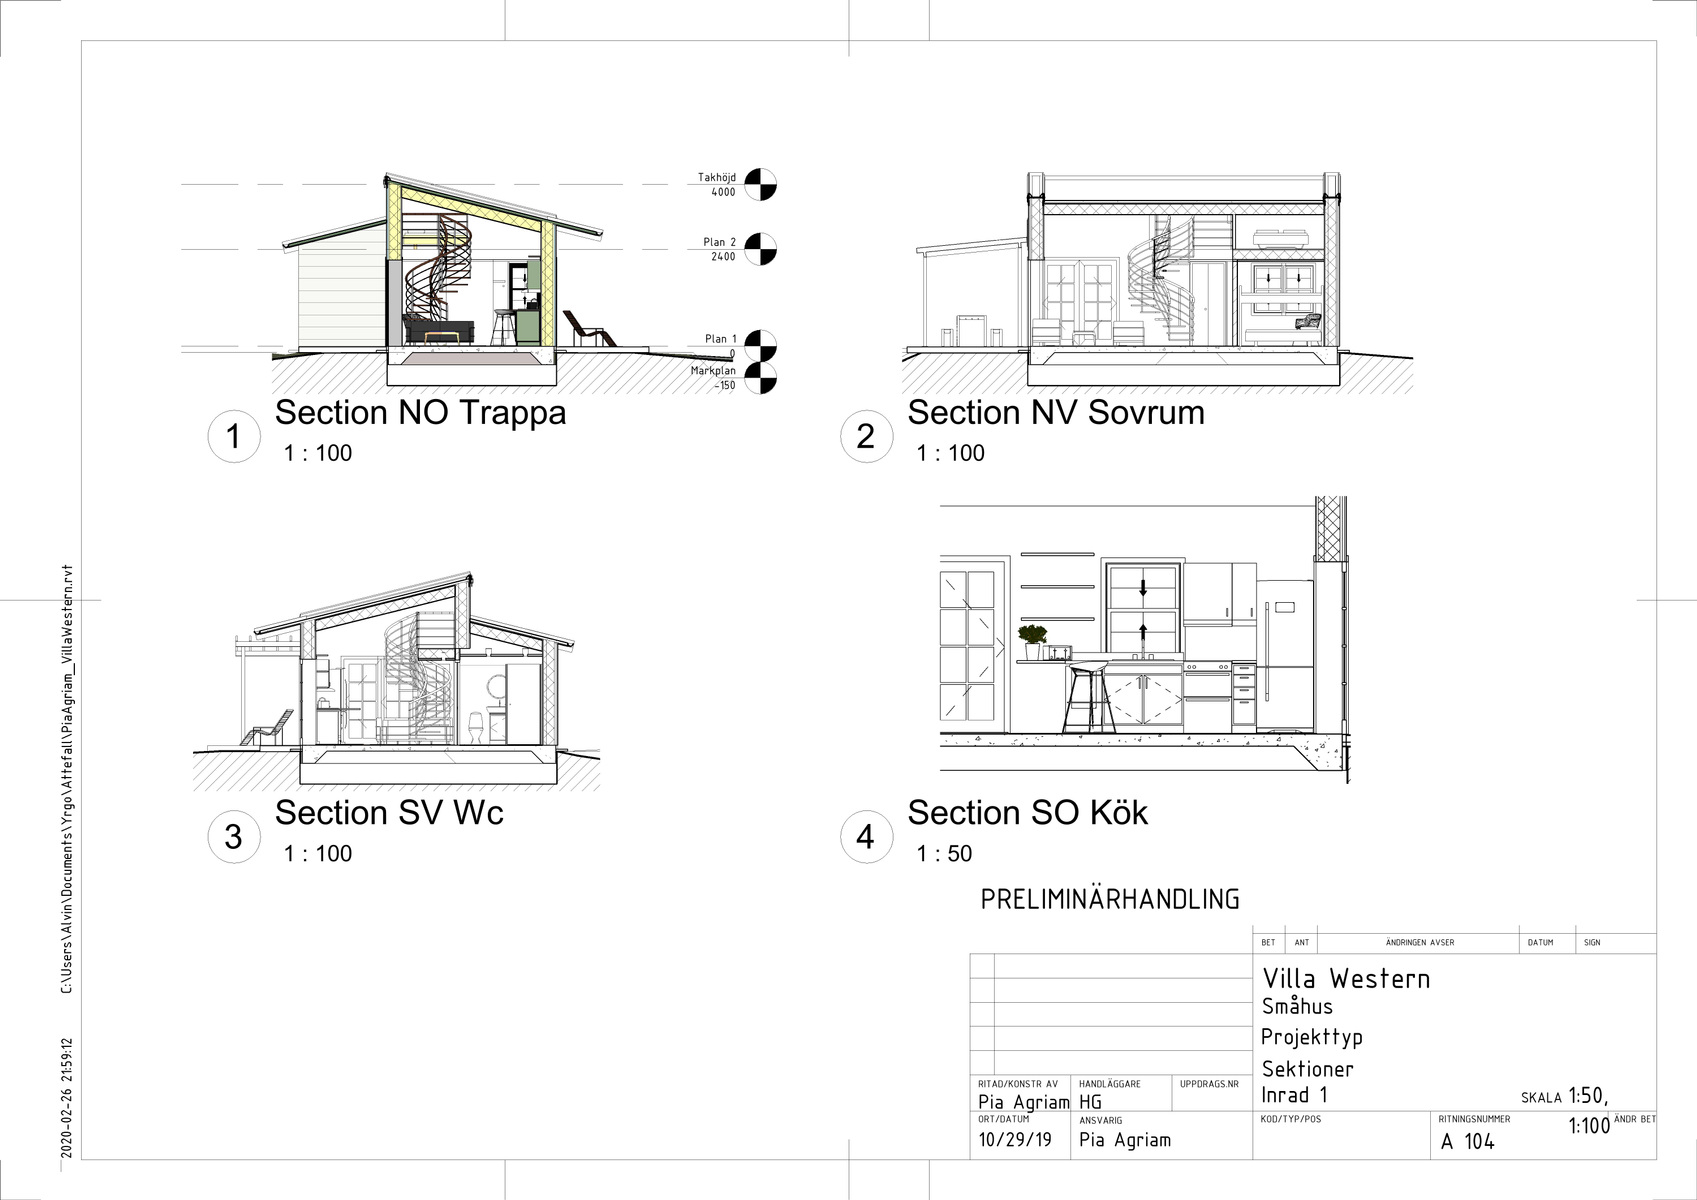 Takhöjd
4000
Plan 2
2400
Plan 1
0
Markplan
-150
1
Section NO Trappa
1 : 100
2
Section NV Sovrum
1 : 100
3
Section SV Wc
1 : 100
4
Section SO Kök
1 : 50
PRELIMINÄRHANDLING
BET ANT ÄNDRINGEN AVSER DATUM SIGN
Villa Western
Småhus
Projekttyp
Sektioner
Inrad 1
SKALA 1:50,
1:100
RITAD/KONSTR AV HANDLÄGGARE UPPDRAGS.NR
Pia Agriam HG
ORT/DATUM ANSVARIG KOD/TYP/POS RITNINGSNUMMER ÄNDR BET
10/29/19 Pia Agriam A 104
C:\Users\Alvin\Documents\Yrgo\Attefall\PiaAgriam_VillaWestern.rvt
2020-02-26 21:59:12